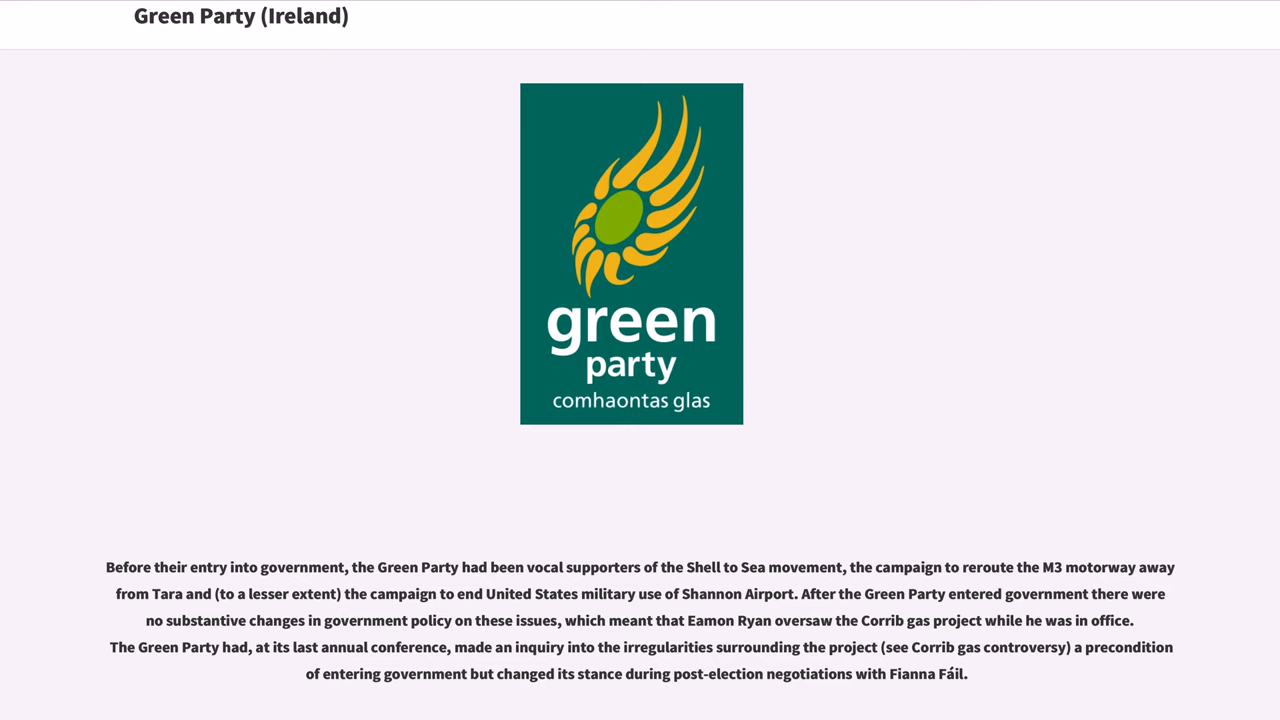 Green Party (Ireland)
green
party
comhaontas glas
Before their entry into government, the Green Party had been vocal supporters of the Shell to Sea movement, the campaign to reroute the M3 motorway away
from Tara and (to a lesser extent) the campaign to end United States military use of Shannon Airport. After the Green Party entered government there were
no substantive changes in government policy on these issues, which meant that Eamon Ryan oversaw the Corrib gas project while he was in office.
The Green Party had, at its last annual conference, made an inquiry into the irregularities surrounding the project (see Corrib gas controversy) a precondition
of entering government but changed its stance during post-election negotiations with Fianna Fáil.